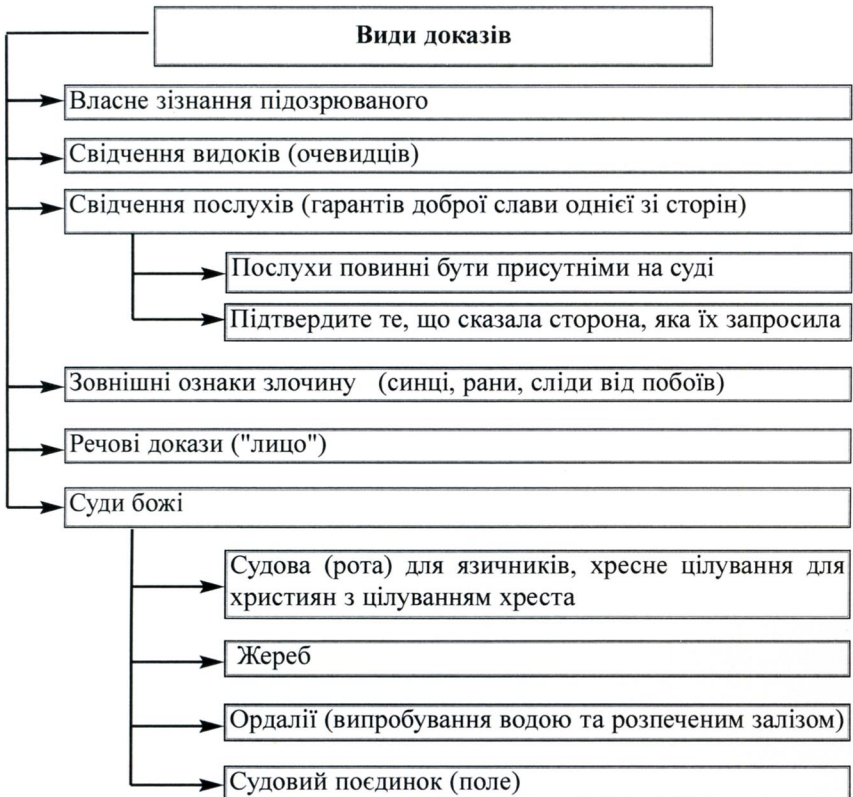 Види доказів
Власне зізнання підозрюваного
Свідчення видоків (очевидців)
Свідчення послухів (гарантів доброї слави однієї зі сторін)
Послухи повинні бути присутніми на суді
Підтвердите те, що сказала сторона, яка їх запросила
Зовнішні ознаки злочину (синці, рани, сліди від побоїв)
Речові докази ("лицо")
Суди божі
Судова (рота) для язичників, хресне цілування для
християн з цілуванням хреста
Жереб
Ордалії (випробування водою та розпеченим залізом)
Судовий поєдинок (поле)